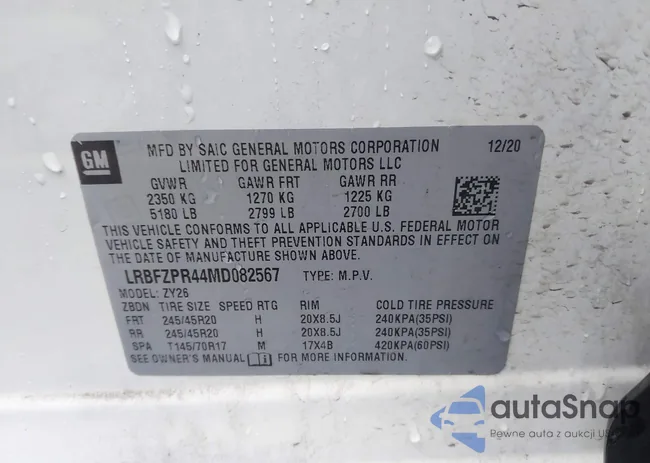 GM
MFD BY SAIC GENERAL MOTORS CORPORATION 12/20
LIMITED FOR GENERAL MOTORS LLC
GVWR GAWR FRT GAWR RR
2350 KG 1270 KG 1225 KG
5180 LB 2799 LB 2700 LB
THIS VEHICLE CONFORMS TO ALL APPLICABLE U.S. FEDERAL MOTOR
VEHICLE SAFETY AND THEFT PREVENTION STANDARDS IN EFFECT ON
THE DATE OF MANUFACTURE SHOWN ABOVE.
LRBFZPR44MD082567 TYPE: M.P.V.
MODEL: ZY26
ZBDN TIRE SIZE SPEED RTG RIM COLD TIRE PRESSURE
FRT 245/45R20 H 20X8.5J 240KPA(35PSI)
RR 245/45R20 H 20X8.5J 240KPA(35PSI)
SPA T145/70R17 M 17X4B 420KPA(60PSI)
SEE OWNER'S MANUAL FOR MORE INFORMATION.
autaSnap
Pewne auta z aukcji USA